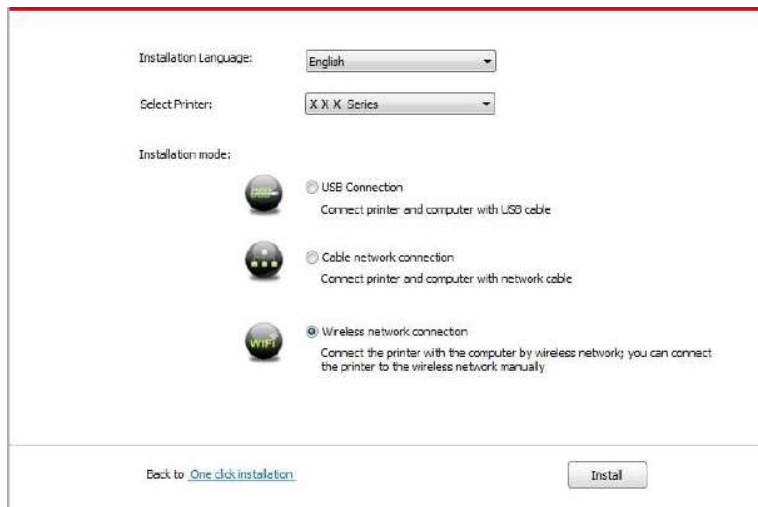 Installation Language:
English
Select Printer:
X X X Series
Installation mode:
USB Connection
Connect printer and computer with USB cable
Cable network connection
Connect printer and computer with network cable
WiFi
Wireless network connection
Connect the printer with the computer by wireless network; you can connect
the printer to the wireless network manually
Back to One click installation
Install